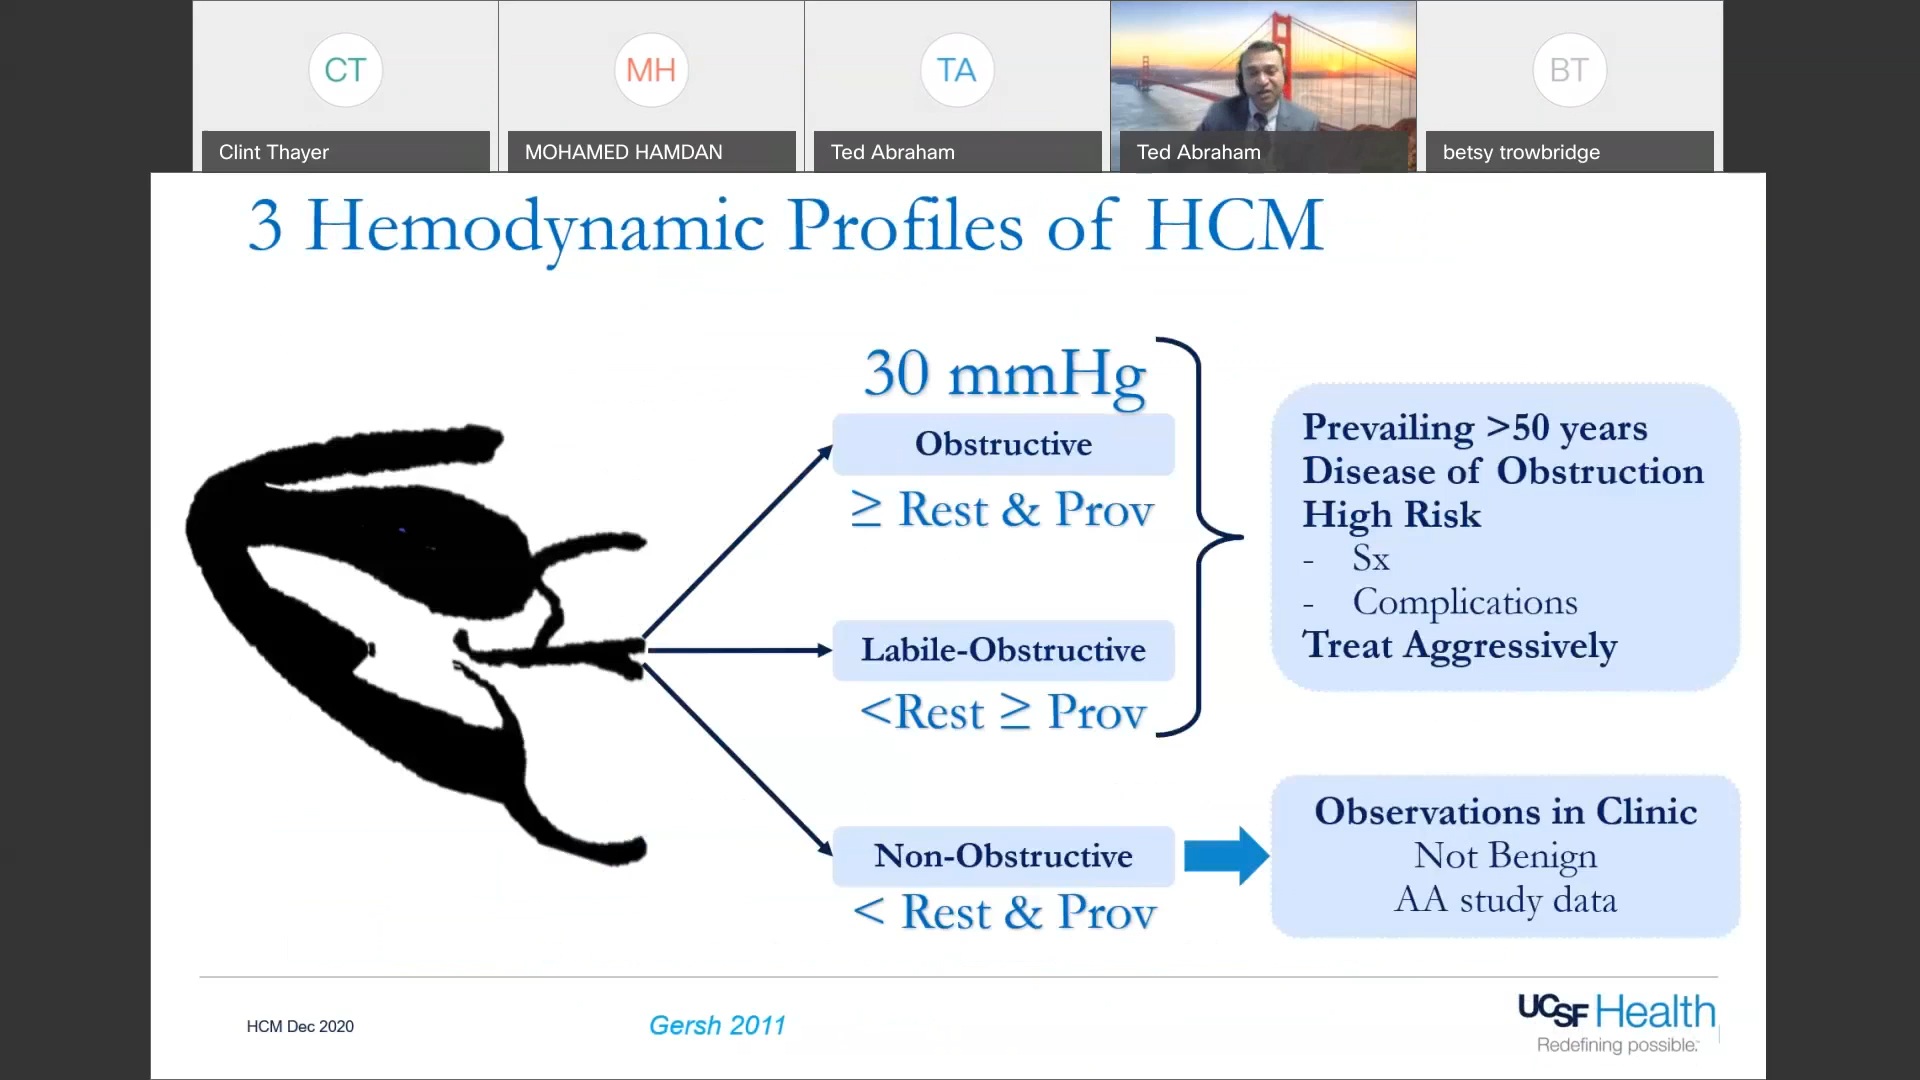 CT
MH
TA
BT
Clint Thayer
MOHAMED HAMDAN
Ted Abraham
Ted Abraham
betsy trowbridge
3 Hemodynamic Profiles of HCM
30 mmHg
Obstructive
≥ Rest & Prov
Labile-Obstructive
<Rest ≥ Prov
Non-Obstructive
< Rest & Prov
Prevailing >50 years
Disease of Obstruction
High Risk
- Sx
- Complications
Treat Aggressively
Observations in Clinic
Not Benign
AA study data
HCM Dec 2020
Gersh 2011
UCSF Health
Redefining possible.™